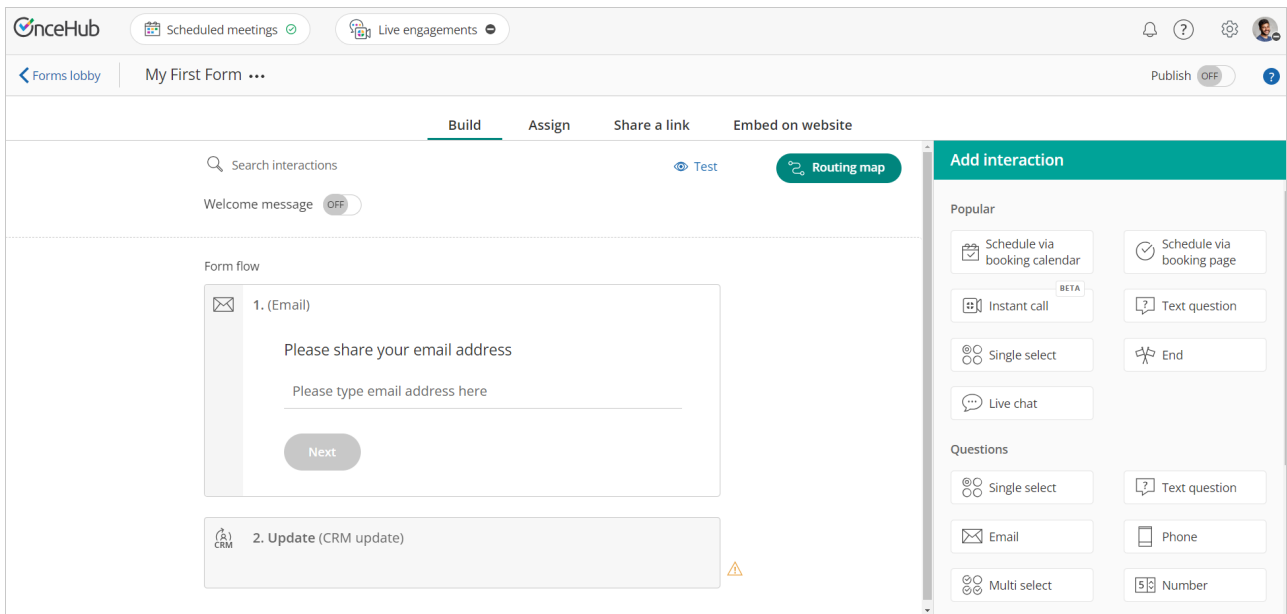 OnceHub
Scheduled meetings
Live engagements
?
Forms lobby
My First Form •••
Publish OFF
?
Build
Assign
Share a link
Embed on website
Search interactions
Test
Routing map
Welcome message OFF
Form flow
1. (Email)
Please share your email address
Please type email address here
Next
CRM
2. Update (CRM update)
Add interaction
Popular
Schedule via
booking calendar
Schedule via
booking page
BETA
Instant call
? Text question
Single select
End
Live chat
Questions
Single select
? Text question
Email
Phone
Multi select
5 Number